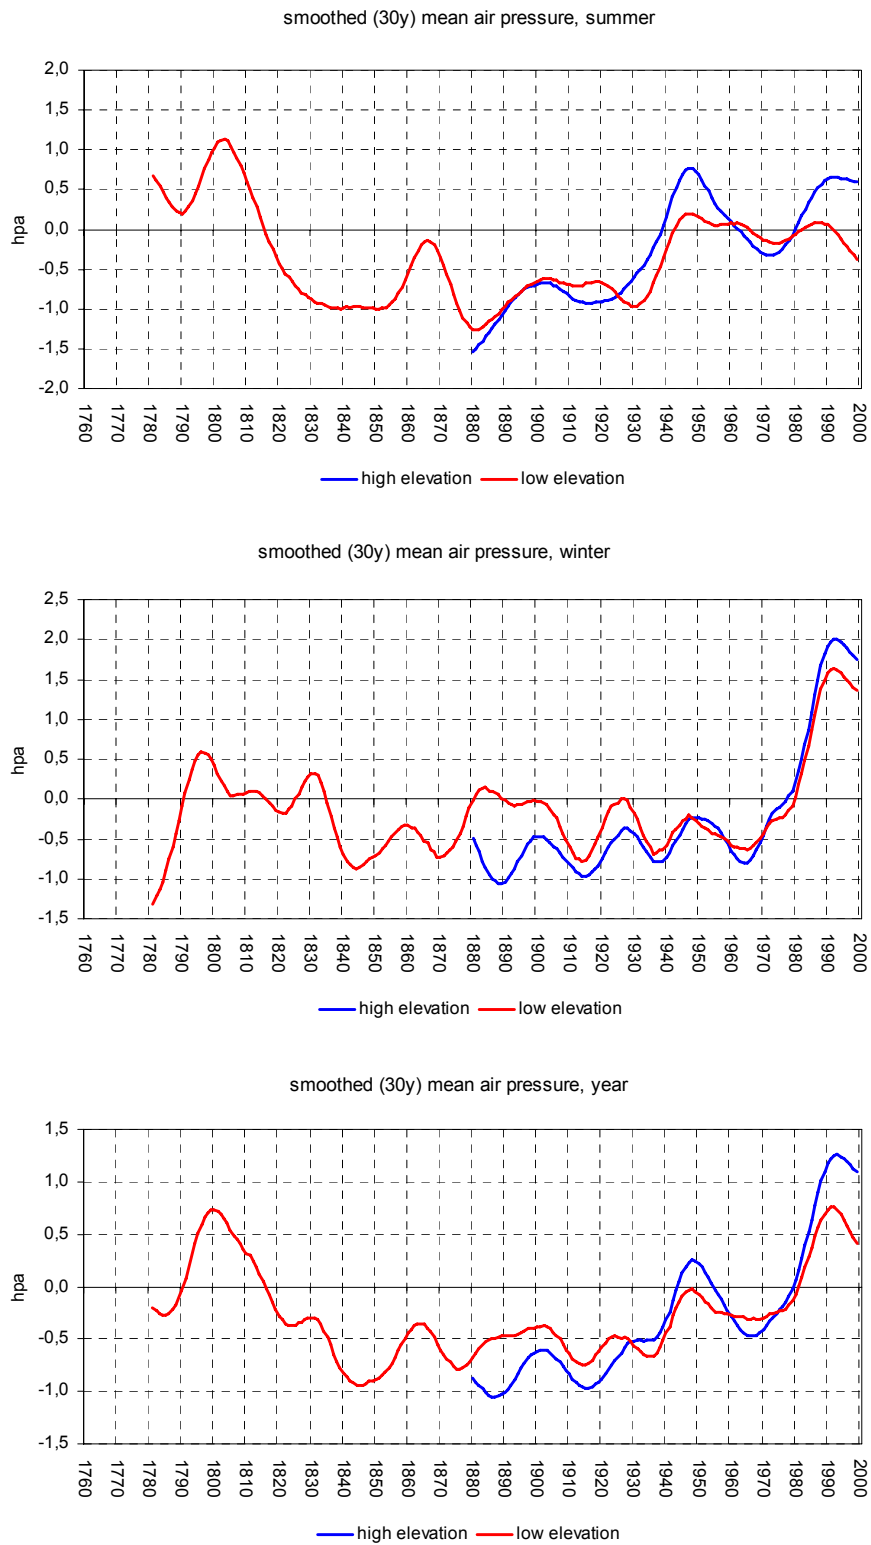 smoothed (30y) mean air pressure, summer
2,0
1,5
1,0
0,5
0,0
-0,5
-1,0
-1,5
-2,0
hpa
1760 1770 1780 1790 1800 1810 1820 1830 1840 1850 1860 1870 1880 1890 1900 1910 1920 1930 1940 1950 1960 1970 1980 1990 2000
high elevation low elevation
smoothed (30y) mean air pressure, winter
2,5
2,0
1,5
1,0
0,5
0,0
-0,5
-1,0
-1,5
hpa
1760 1770 1780 1790 1800 1810 1820 1830 1840 1850 1860 1870 1880 1890 1900 1910 1920 1930 1940 1950 1960 1970 1980 1990 2000
high elevation low elevation
smoothed (30y) mean air pressure, year
1,5
1,0
0,5
0,0
-0,5
-1,0
-1,5
hpa
1760 1770 1780 1790 1800 1810 1820 1830 1840 1850 1860 1870 1880 1890 1900 1910 1920 1930 1940 1950 1960 1970 1980 1990 2000
high elevation low elevation